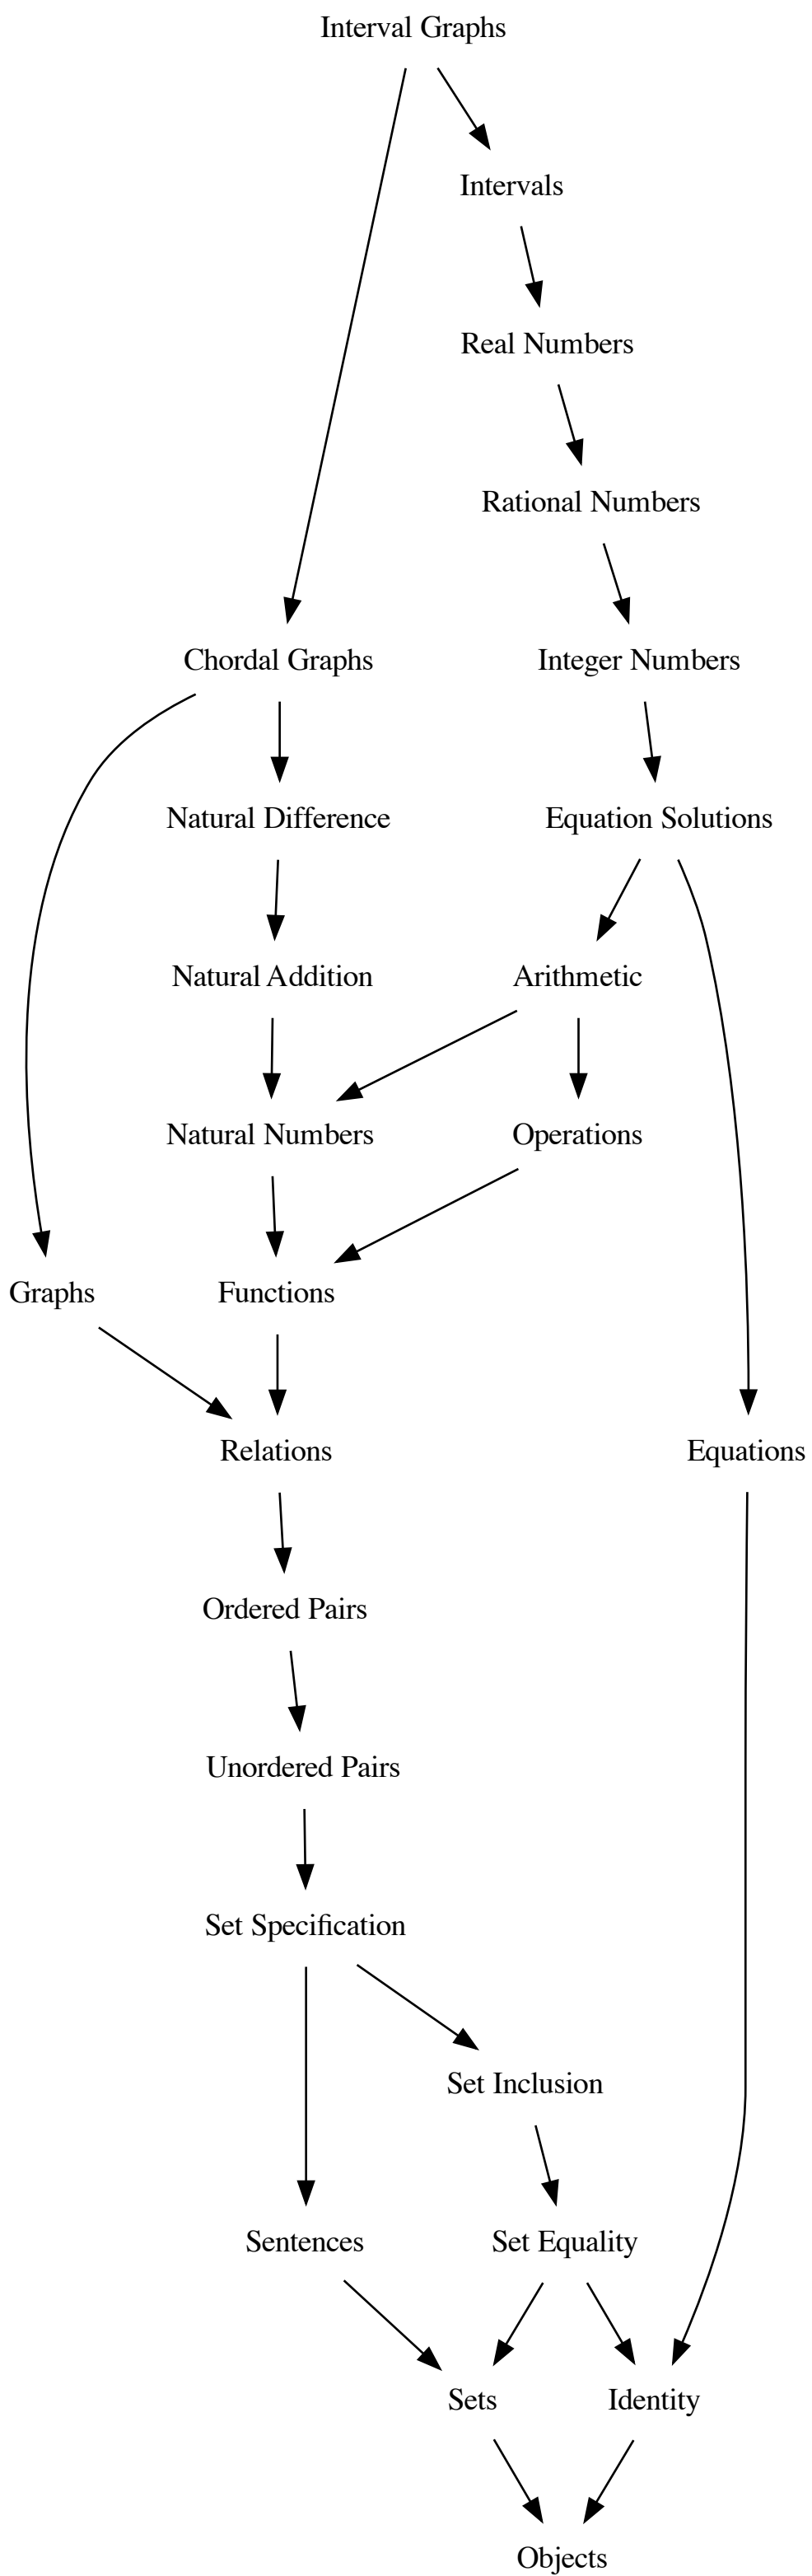 Interval Graphs
Intervals
Real Numbers
Rational Numbers
Chordal Graphs
Integer Numbers
Natural Difference
Equation Solutions
Natural Addition
Arithmetic
Natural Numbers
Operations
Graphs
Functions
Relations
Equations
Ordered Pairs
Unordered Pairs
Set Specification
Set Inclusion
Sentences
Set Equality
Sets
Identity
Objects